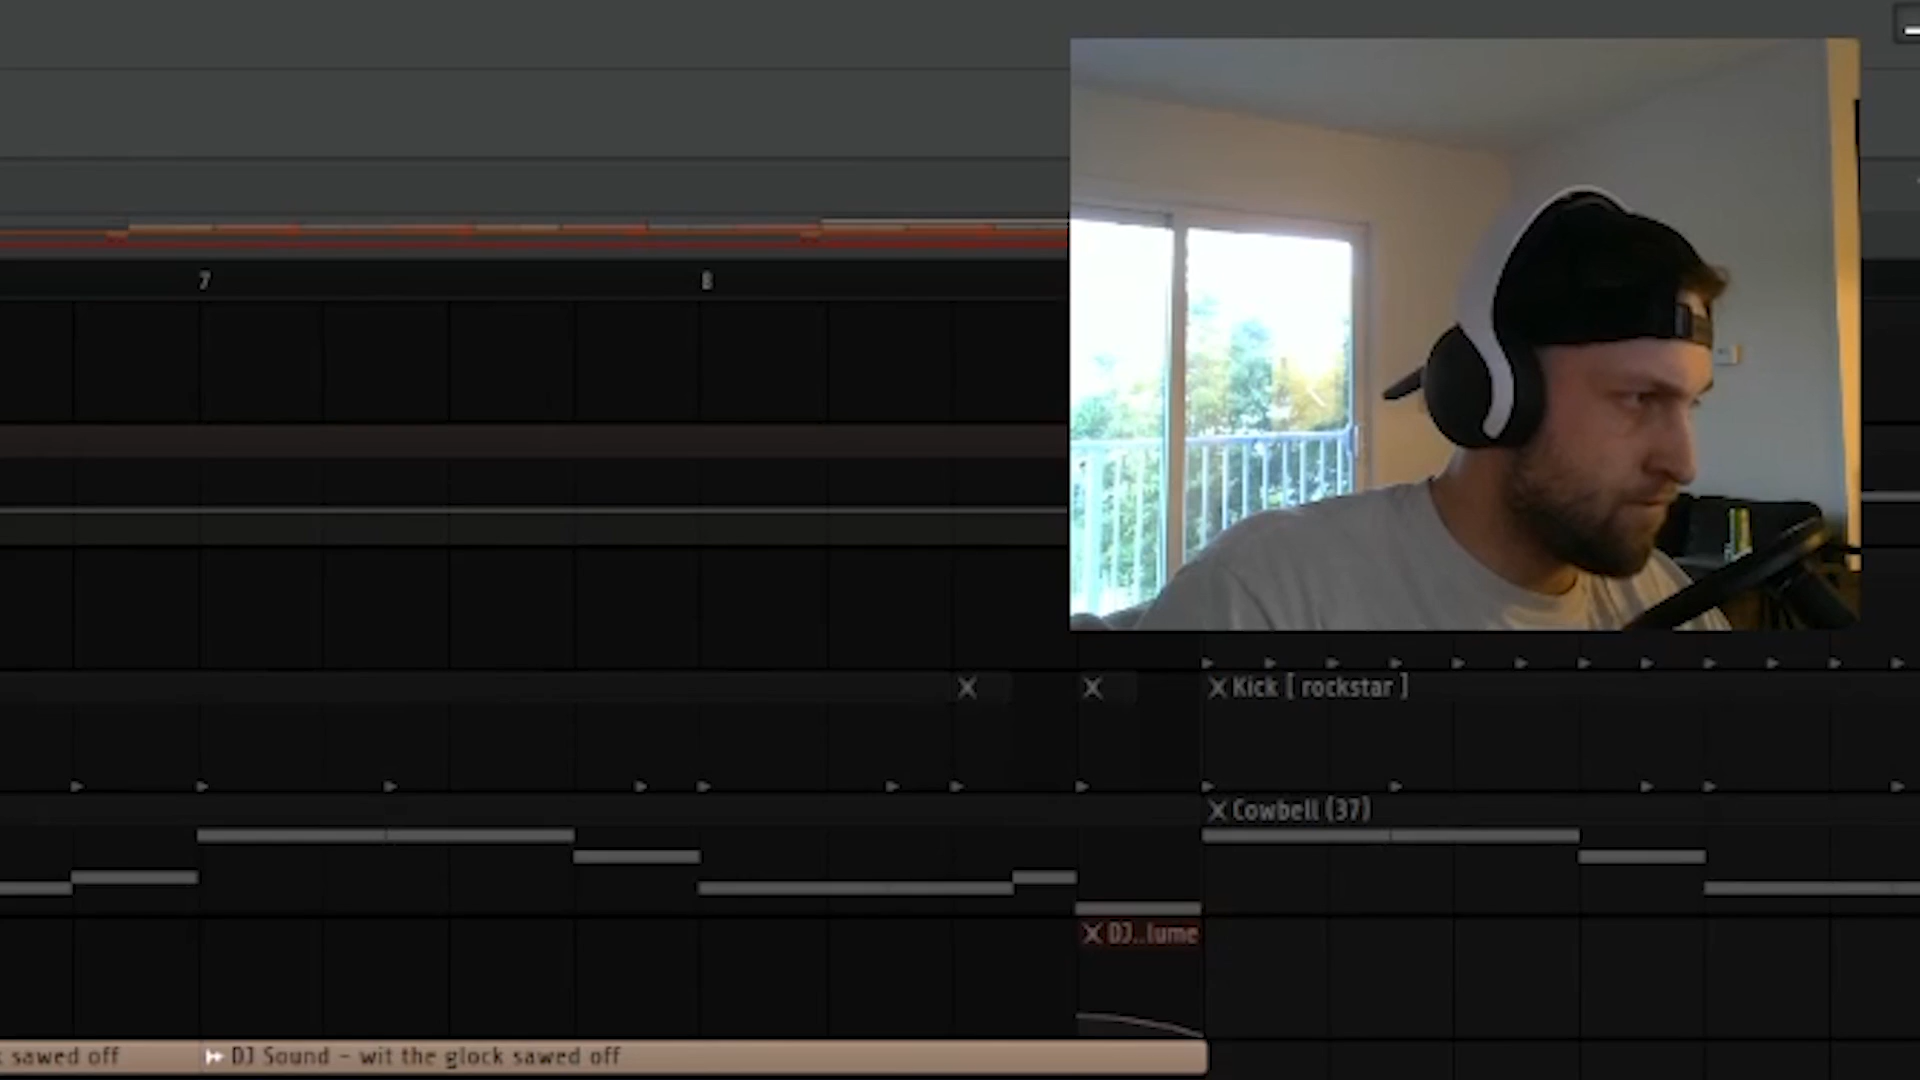 7 8
Kick [ rockstar ]
Cowbell (37)
DJ..lume
sawed off
DJ Sound - wit the glock sawed off